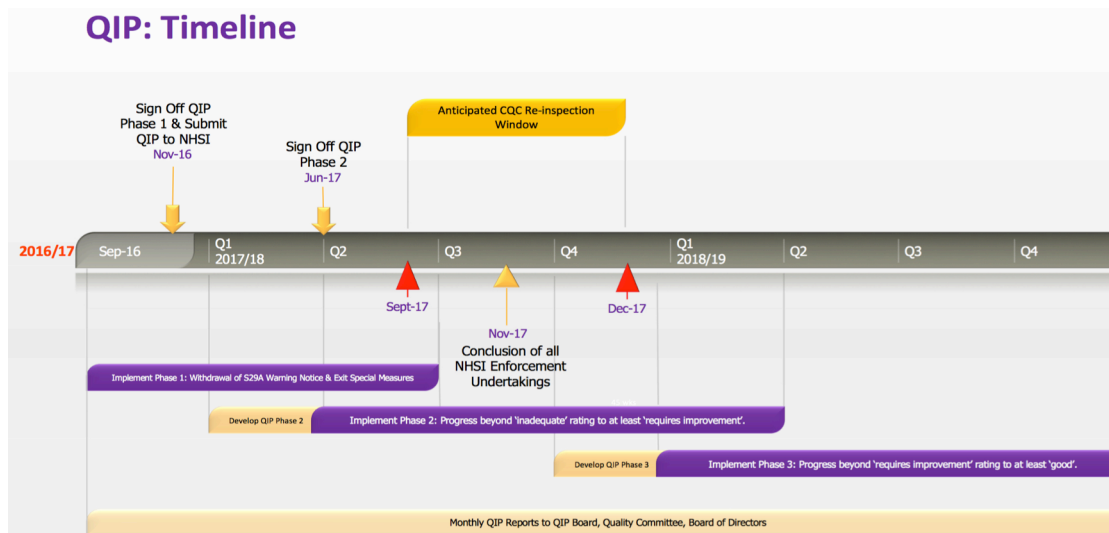 QIP: Timeline
Sign Off QIP
Phase 1 & Submit
QIP to NHSI
Nov-16
Sign Off QIP
Phase 2
Jun-17
Anticipated CQC Re-inspection
Window
2016/17
Sep-16
Q1
2017/18
Q2
Q3
Q4
Q1
2018/19
Q2
Q3
Q4
Sept-17
Nov-17
Conclusion of all
NHSI Enforcement
Undertakings
Dec-17
Implement Phase 1: Withdrawal of S29A Warning Notice & Exit Special Measures
Develop QIP Phase 2
Implement Phase 2: Progress beyond ‘inadequate’ rating to at least ‘requires improvement’.
Develop QIP Phase 3
Implement Phase 3: Progress beyond ‘requires improvement’ rating to at least ‘good’.
Monthly QIP Reports to QIP Board, Quality Committee, Board of Directors